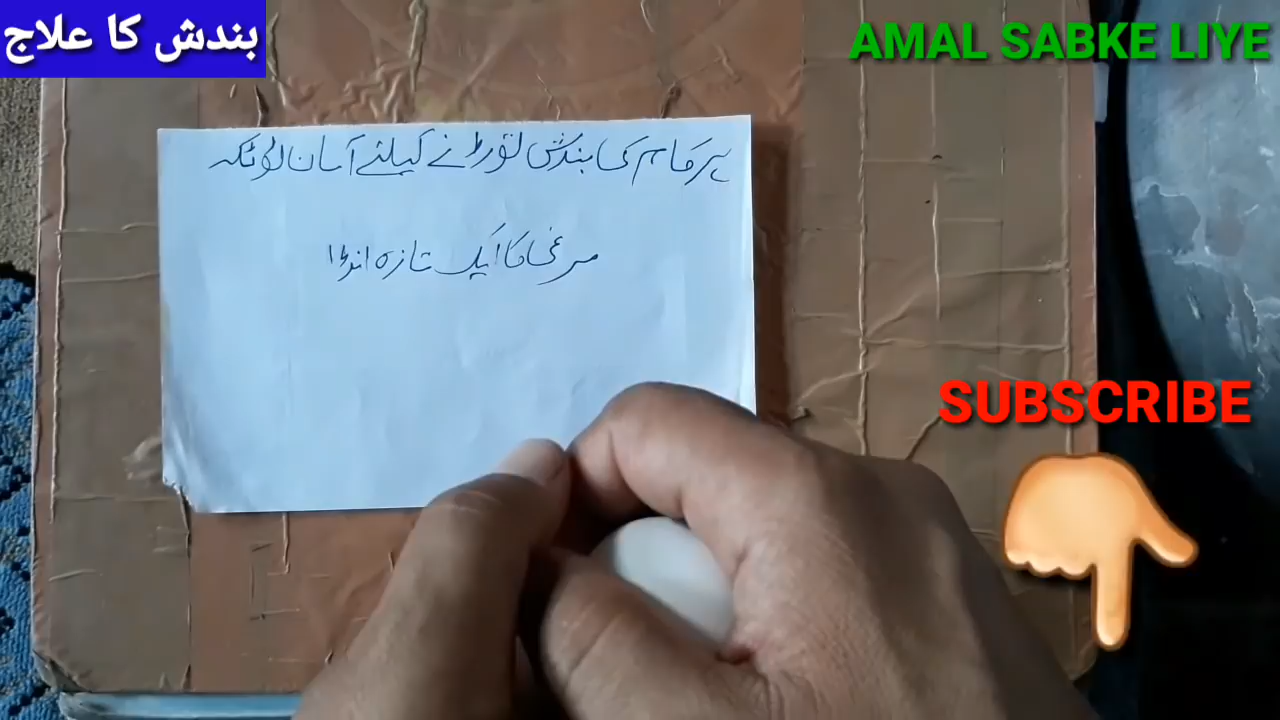 بندش کا علاج
AMAL SABKE LIYE
ہر کام کی بندش توڑنے کیلئے آسان ٹوٹکہ
مرغی کا ایک تازہ انڈا
SUBSCRIBE